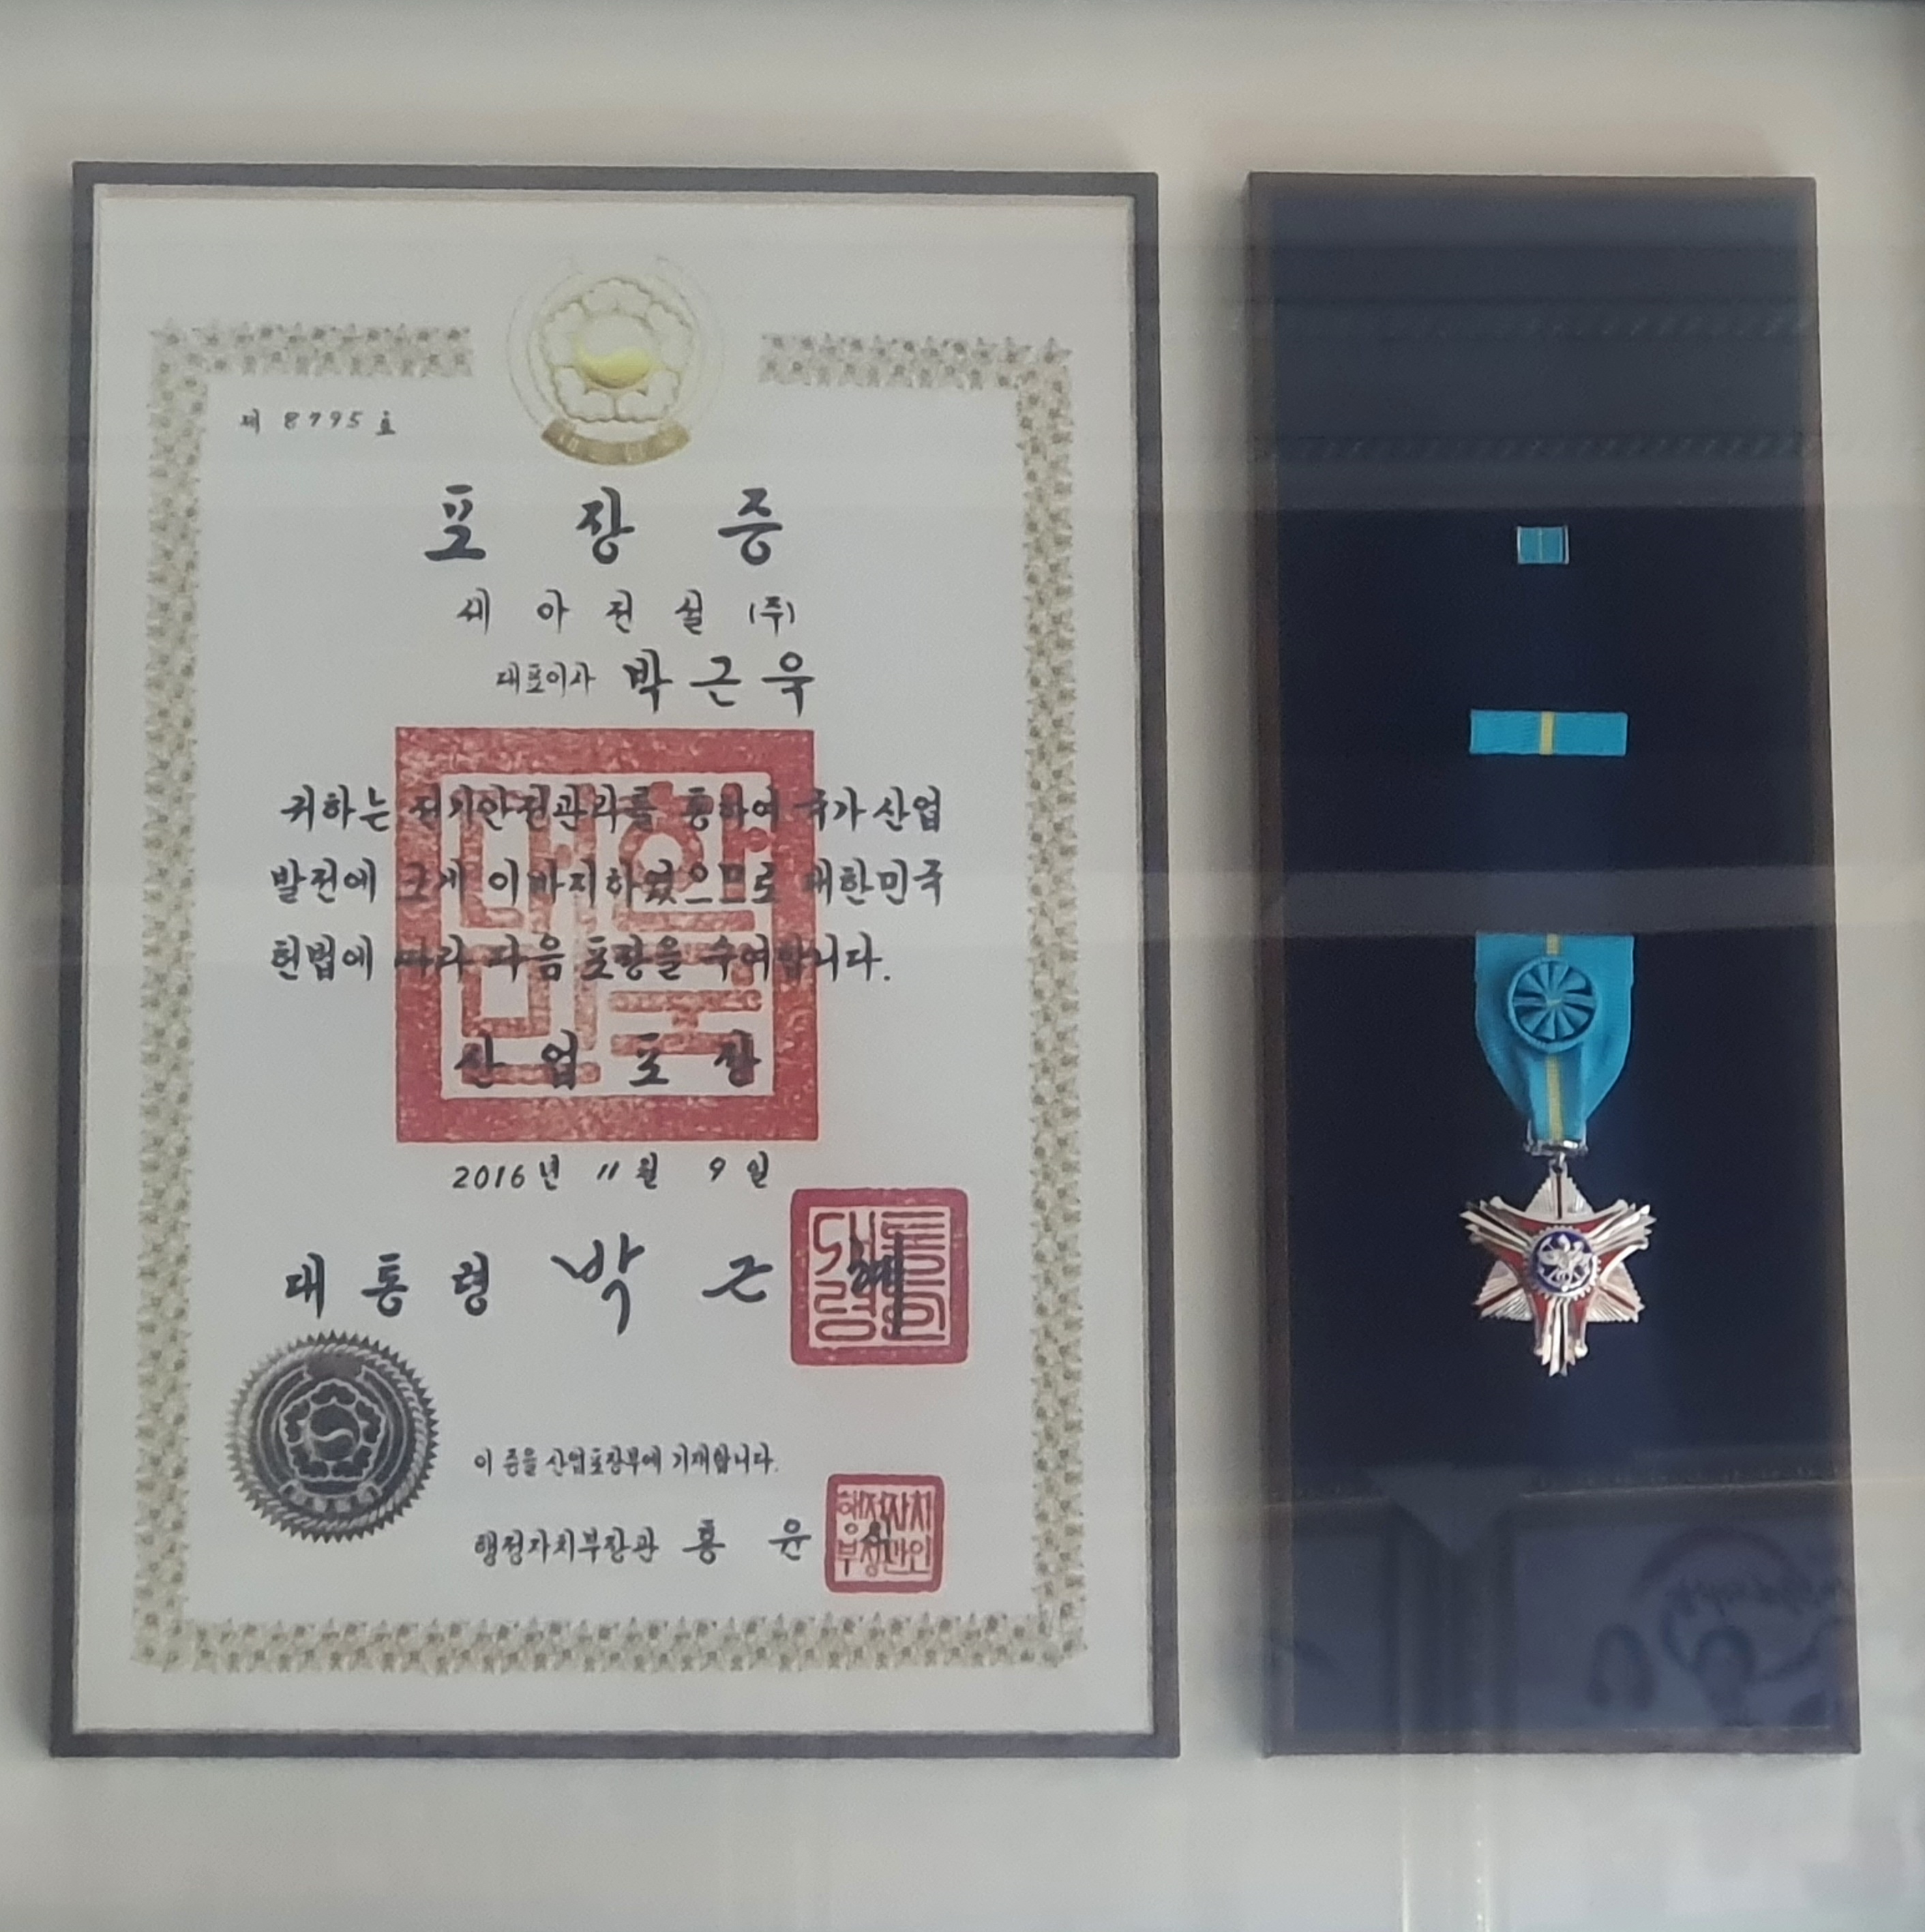 제 8795 호
포장증
세아전설(주)
대표이사 박근욱
귀하는 전기안전관리를 통하여 국가산업
발전에 크게 이바지하였으므로 대한민국
헌법에 따라 다음 포장을 수여합니다.
산업포장
2016년 11월 9일
대통령 박근혜
이 증을 산업포장부에 기재합니다.
행정자치부장관 홍윤식